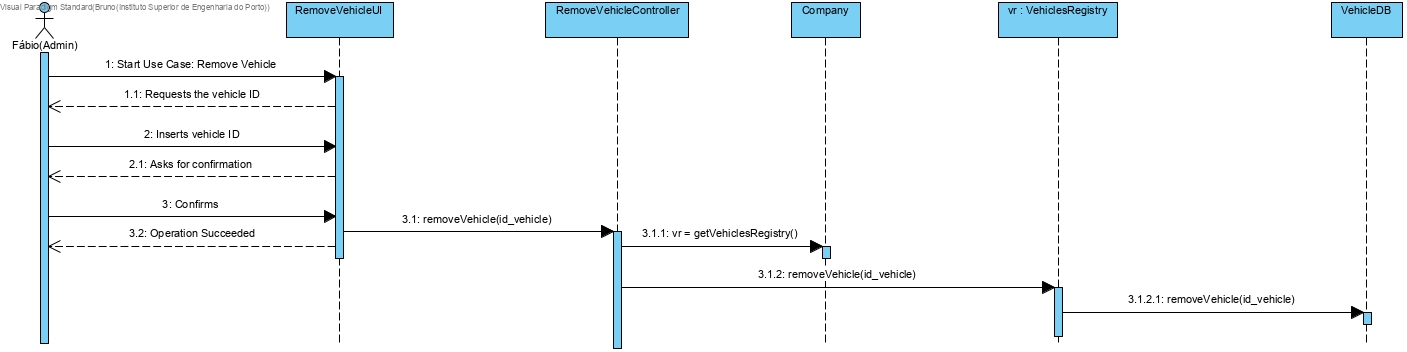 Visual Paradigm Standard(Bruno(Instituto Superior de Engenharia do Porto))
RemoveVehicleUI
RemoveVehicleController
Company
vr : VehiclesRegistry
VehicleDB
Fábio(Admin)
1: Start Use Case: Remove Vehicle
1.1: Requests the vehicle ID
2: Inserts vehicle ID
2.1: Asks for confirmation
3: Confirms
3.1: removeVehicle(id_vehicle)
3.2: Operation Succeeded
3.1.1: vr = getVehiclesRegistry()
3.1.2: removeVehicle(id_vehicle)
3.1.2.1: removeVehicle(id_vehicle)